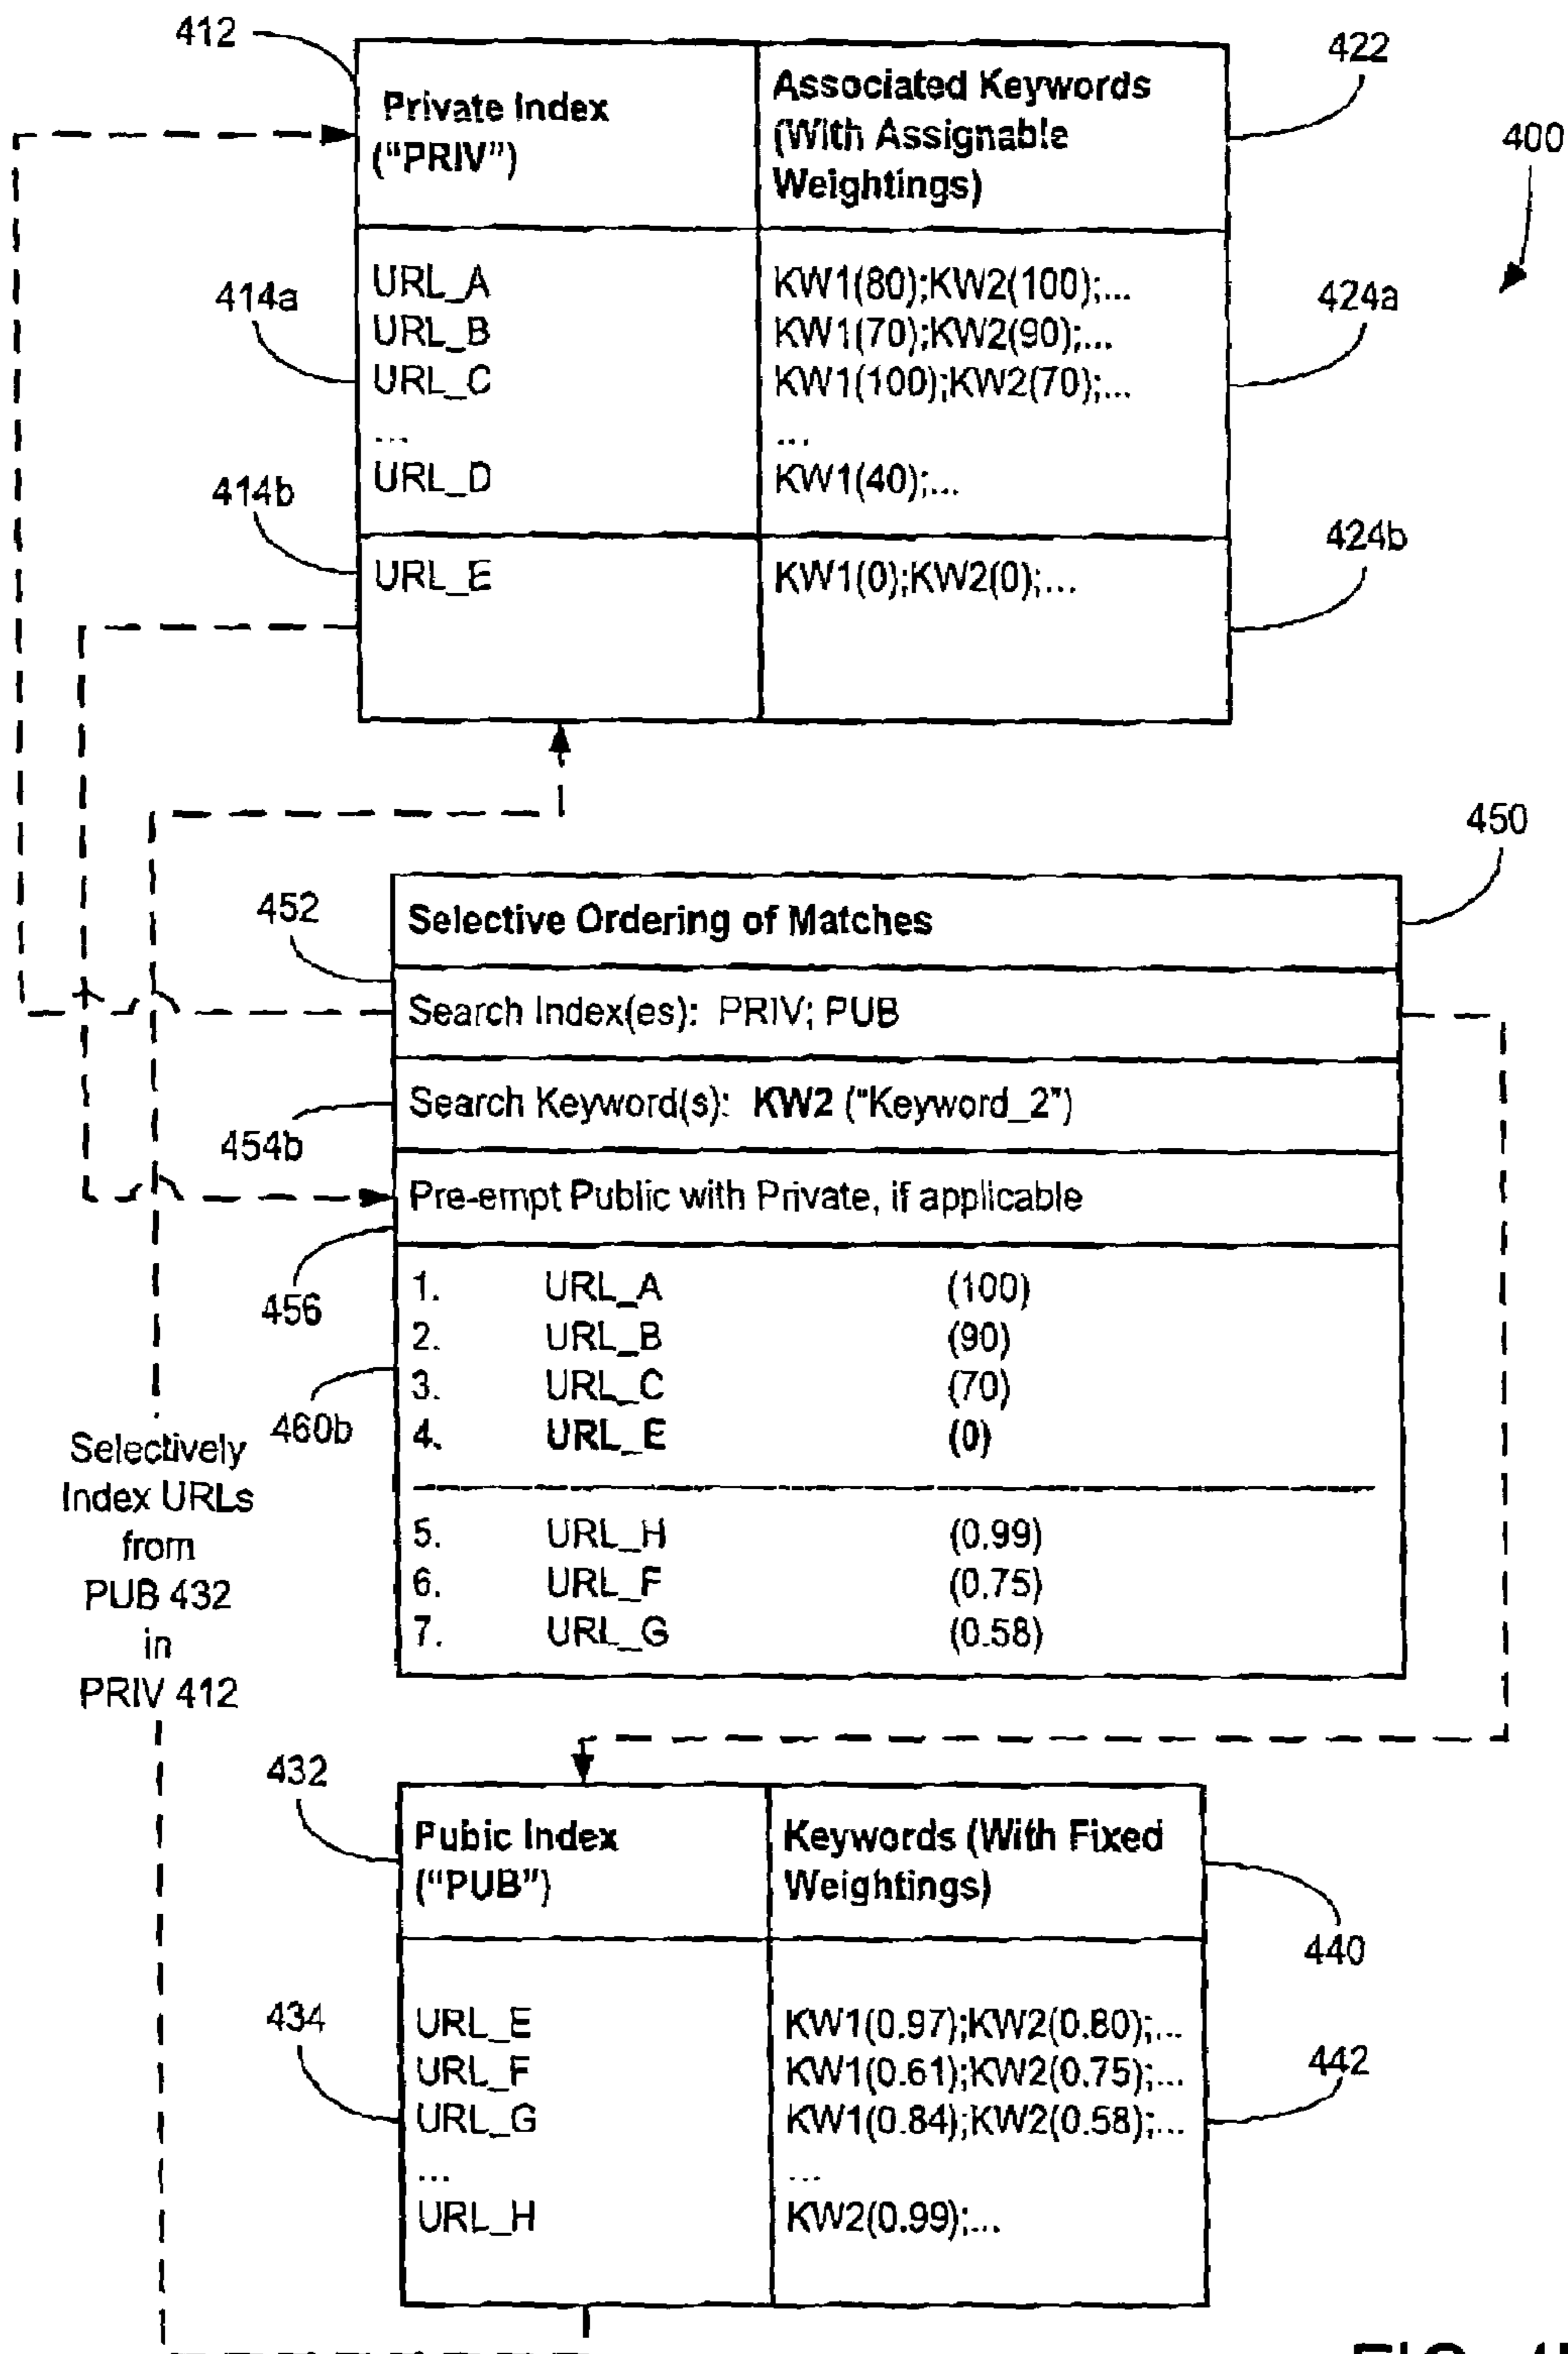 412
422
400
Private Index
("PRIV")
Associated Keywords
(With Assignable
Weightings)
414a
424a
URL_A KW1(80);KW2(100);...
URL_B KW1(70);KW2(90);...
URL_C KW1(100);KW2(70);...
... ...
URL_D KW1(40);...
414b
424b
URL_E KW1(0);KW2(0);...
450
452
Selective Ordering of Matches
Search Index(es): PRIV; PUB
454b
Search Keyword(s): KW2 ("Keyword_2")
Pre-empt Public with Private, if applicable
456
1. URL_A (100)
2. URL_B (90)
3. URL_C (70)
4. URL_E (0)
460b
5. URL_H (0.99)
6. URL_F (0.75)
7. URL_G (0.58)
Selectively
Index URLs
from
PUB 432
in
PRIV 412
432
Pubic Index
("PUB")
Keywords (With Fixed
Weightings)
440
434
442
URL_E KW1(0.97);KW2(0.80);...
URL_F KW1(0.61);KW2(0.75);...
URL_G KW1(0.84);KW2(0.58);...
... ...
URL_H KW2(0.99);...